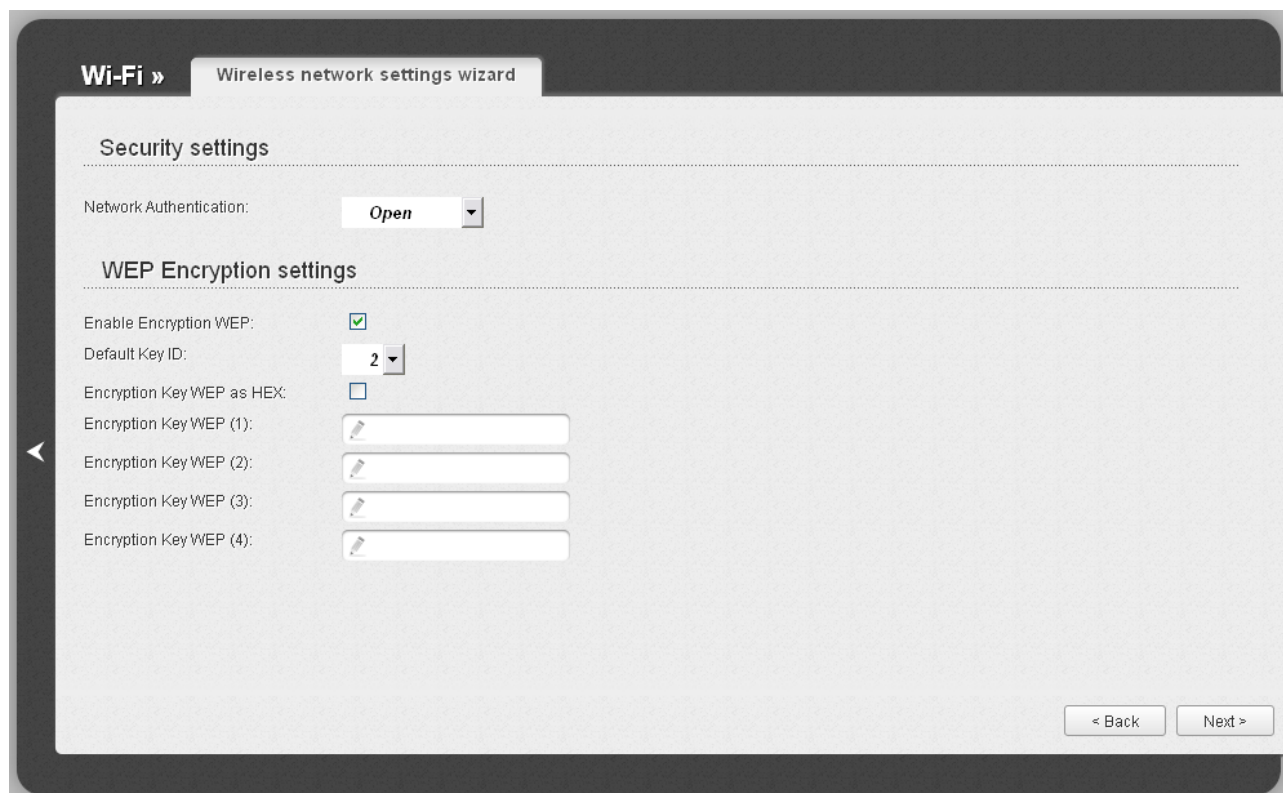 Wi-Fi »
Wireless network settings wizard
Security settings
Network Authentication:
Open
WEP Encryption settings
Enable Encryption WEP:
Default Key ID:
2
Encryption Key WEP as HEX:
Encryption Key WEP (1):
Encryption Key WEP (2):
Encryption Key WEP (3):
Encryption Key WEP (4):
< Back
Next >